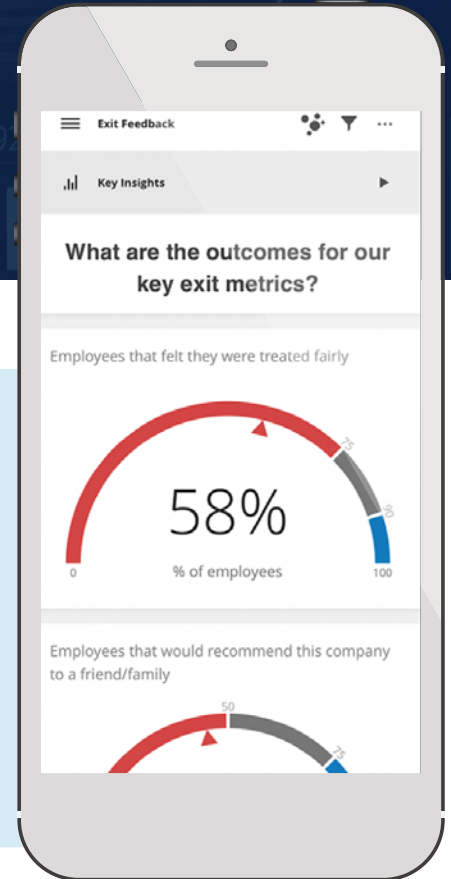 Exit Feedback
Key Insights
What are the outcomes for our
key exit metrics?
Employees that felt they were treated fairly
75
90
58%
0
% of employees
100
Employees that would recommend this company
to a friend/family
50
75